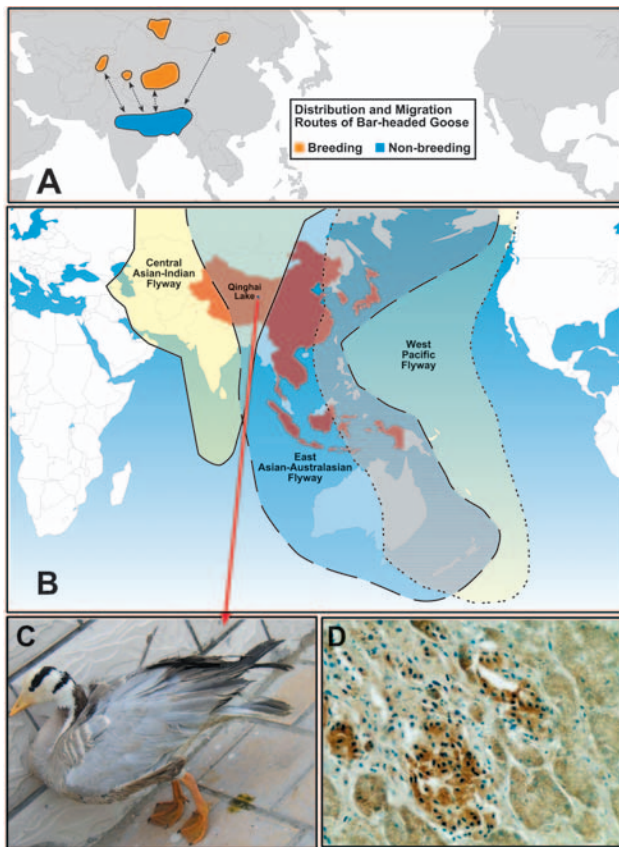 Distribution and Migration
Routes of Bar-headed Goose
Breeding
Non-breeding
A
Central
Asian-Indian
Flyway
Qinghai
Lake
West
Pacific
Flyway
East
Asian-Australasian
Flyway
B
C
D